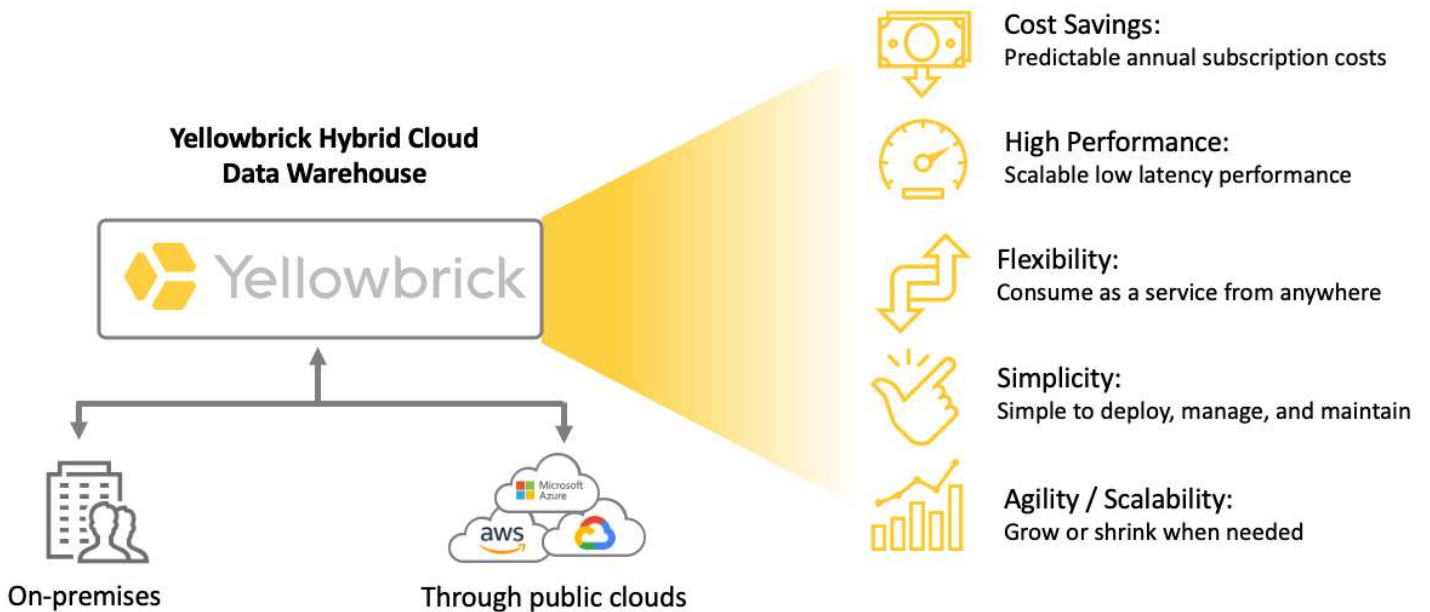 Yellowbrick Hybrid Cloud
Data Warehouse
Yellowbrick
On-premises
Microsoft
Azure
aws
Through public clouds
Cost Savings:
Predictable annual subscription costs
High Performance:
Scalable low latency performance
Flexibility:
Consume as a service from anywhere
Simplicity:
Simple to deploy, manage, and maintain
Agility / Scalability:
Grow or shrink when needed